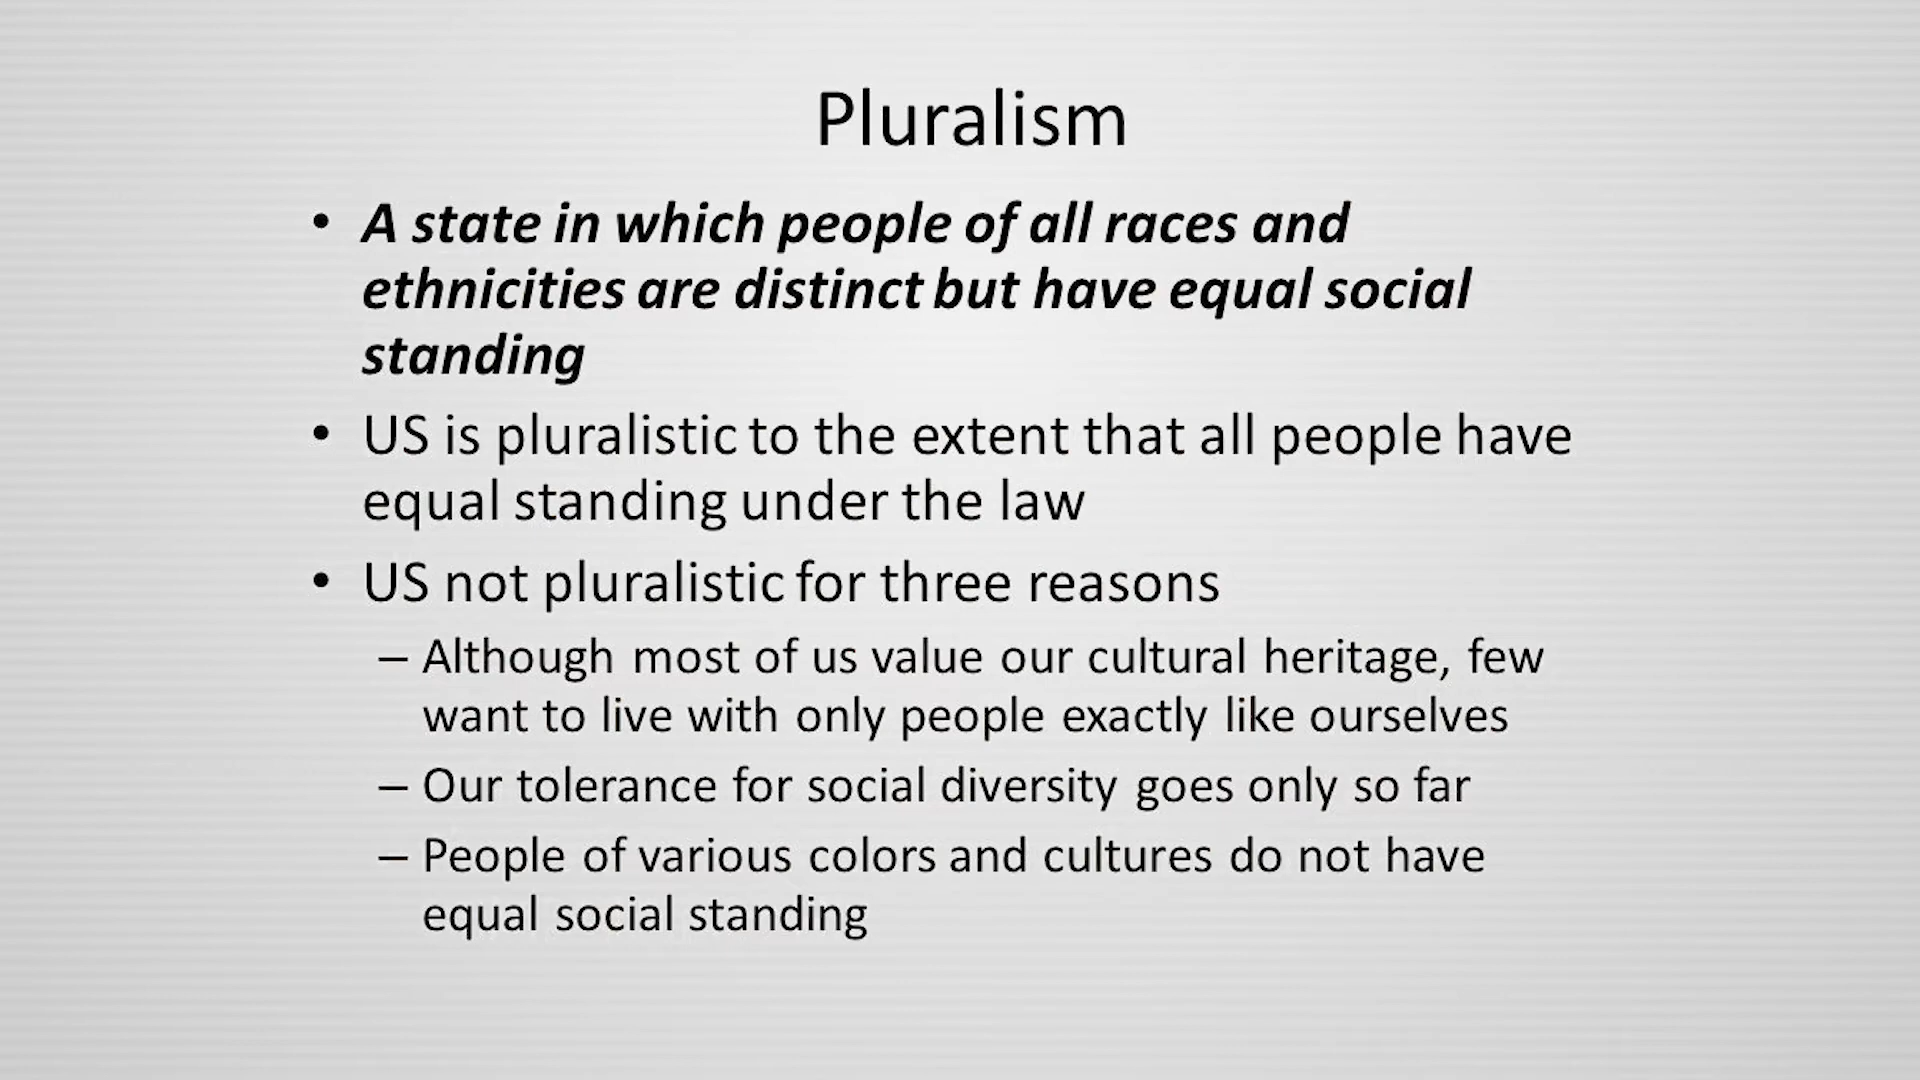 Pluralism
• A state in which people of all races and
ethnicities are distinct but have equal social
standing
• US is pluralistic to the extent that all people have
equal standing under the law
• US not pluralistic for three reasons
– Although most of us value our cultural heritage, few
want to live with only people exactly like ourselves
– Our tolerance for social diversity goes only so far
– People of various colors and cultures do not have
equal social standing